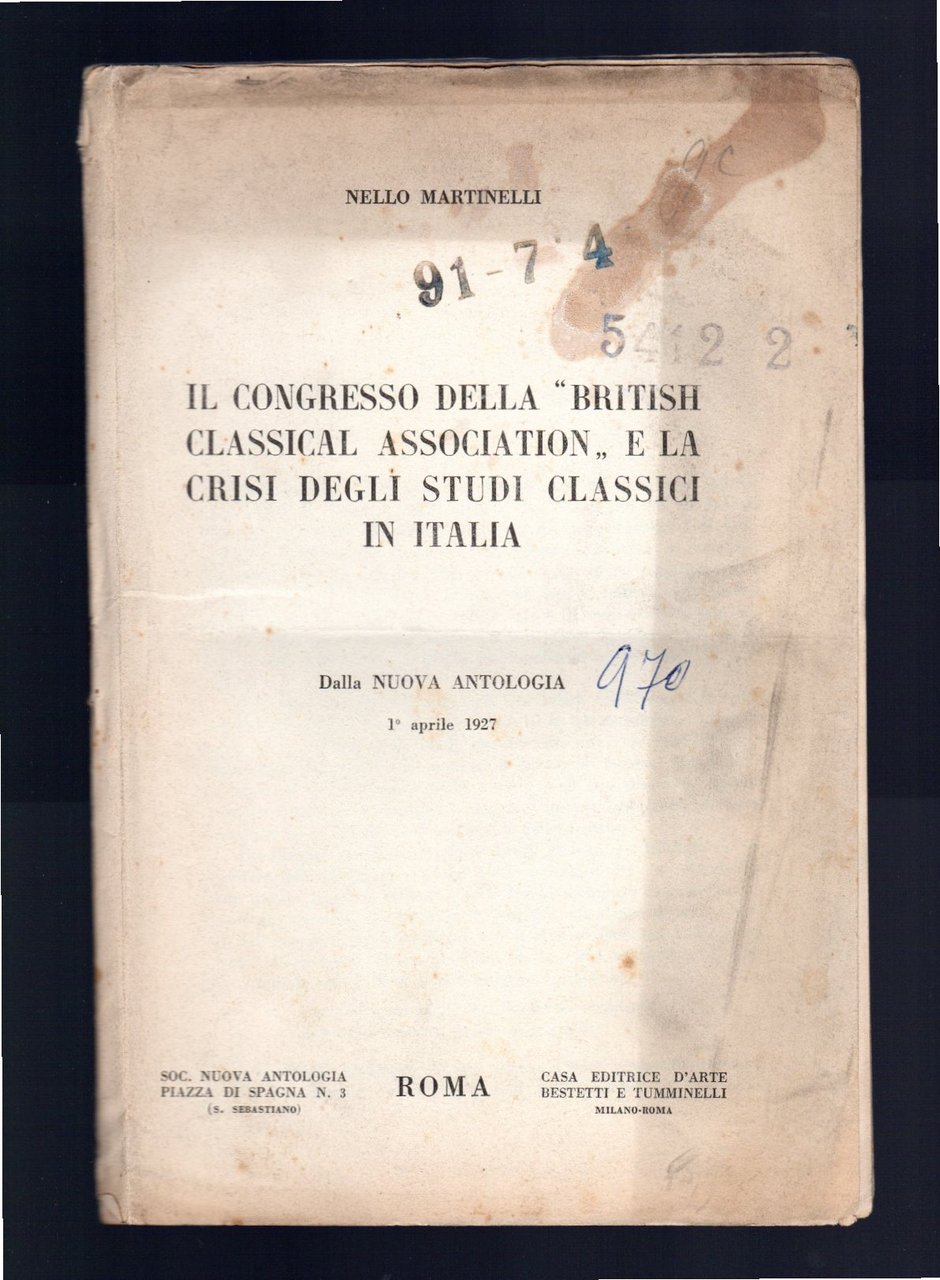 9c
NELLO MARTINELLI
91-7 4
54122
IL CONGRESSO DELLA “BRITISH
CLASSICAL ASSOCIATION„ E LA
CRISI DEGLI STUDI CLASSICI
IN ITALIA
Dalla NUOVA ANTOLOGIA
970
1° aprile 1927
SOC. NUOVA ANTOLOGIA
PIAZZA DI SPAGNA N. 3
(S. SEBASTIANO)
ROMA
CASA EDITRICE D'ARTE
BESTETTI E TUMMINELLI
MILANO-ROMA